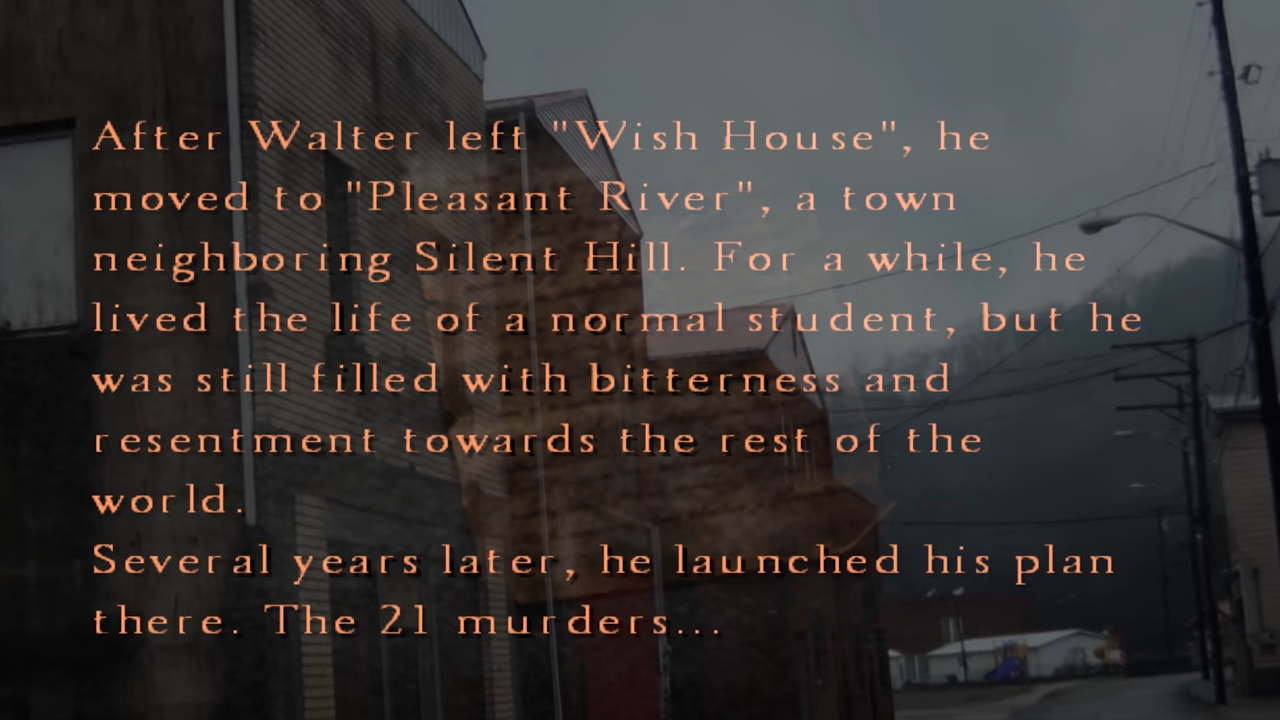 After Walter left "Wish House", he
moved to "Pleasant River", a town
neighboring Silent Hill. For a while, he
lived the life of a normal student, but he
was still filled with bitterness and
resentment towards the rest of the
world.
Several years later, he launched his plan
there. The 21 murders...